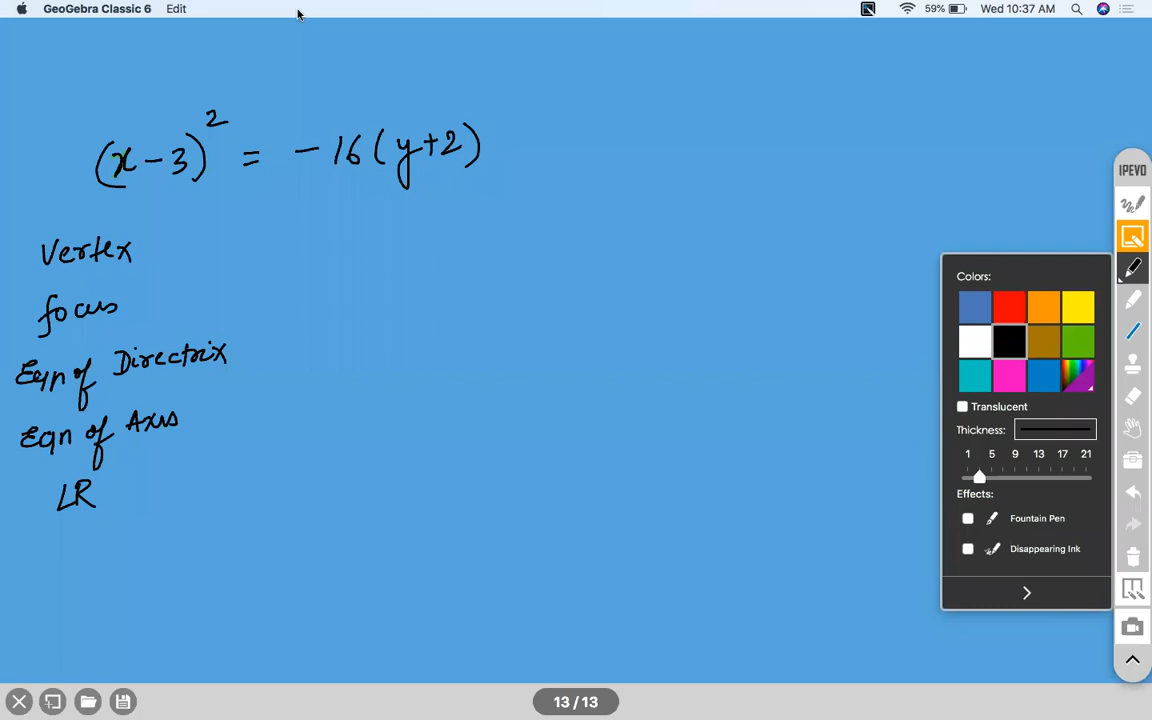 GeoGebra Classic 6 Edit 59% Wed 10:37 AM
(x-3)² = -16(y+2)
Vertex
focus
Eqn of Directrix
Eqn of Axis
LR
IPEVO
Colors:
Translucent
Thickness:
1 5 9 13 17 21
Effects:
Fountain Pen
Disappearing Ink
13 / 13